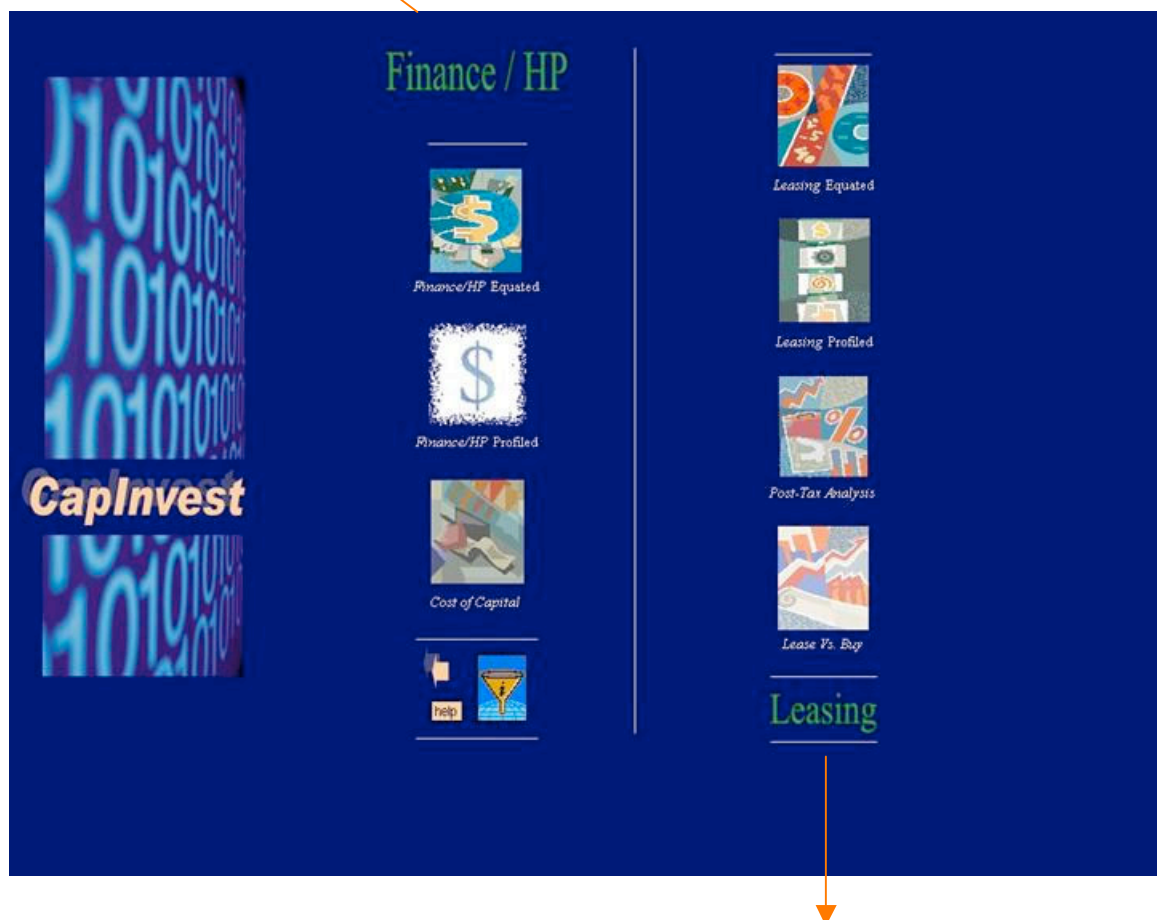 CapInvest
Finance / HP
Finance/HP Equated
$
Finance/HP Profiled
Cost of Capital
help
Leasing Equated
Leasing Profiled
Post-Tax Analysis
Lease Vs. Buy
Leasing